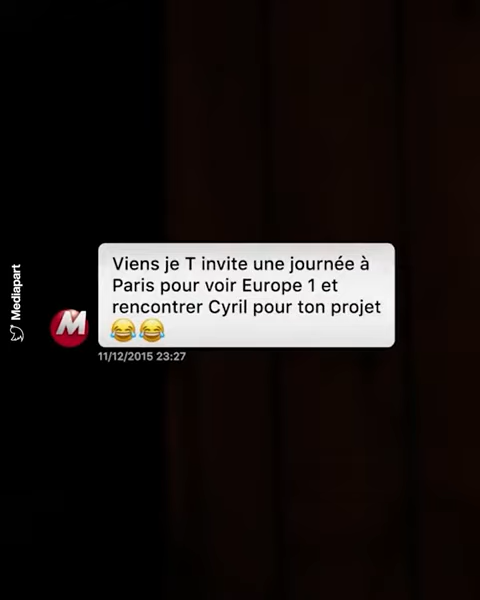 Mediapart
M
Viens je T invite une journée à
Paris pour voir Europe 1 et
rencontrer Cyril pour ton projet
😂😂
11/12/2015 23:27